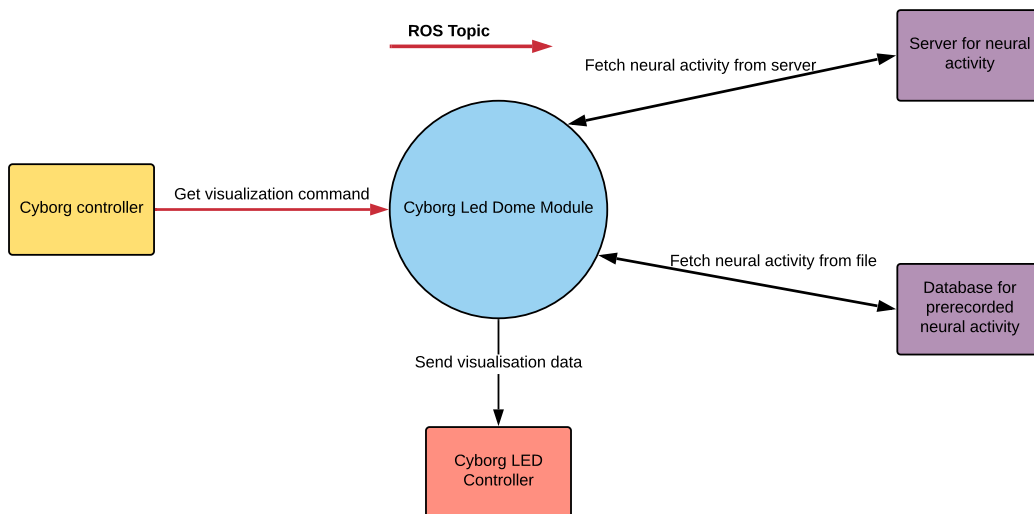 ROS Topic
Fetch neural activity from server
Server for neural
activity
Get visualization command
Cyborg controller
Cyborg Led Dome Module
Fetch neural activity from file
Database for
prerecorded
neural activity
Send visualisation data
Cyborg LED
Controller